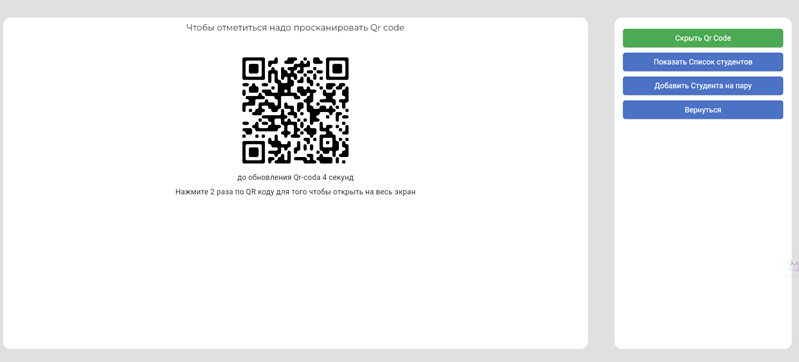 Чтобы отметиться надо просканировать Qr code
до обновления Qr-coda 4 секунд
Нажмите 2 раза по QR коду для того чтобы открыть на весь экран
Скрыть Qr Code
Показать Список студентов
Добавить Студента на пару
Вернуться